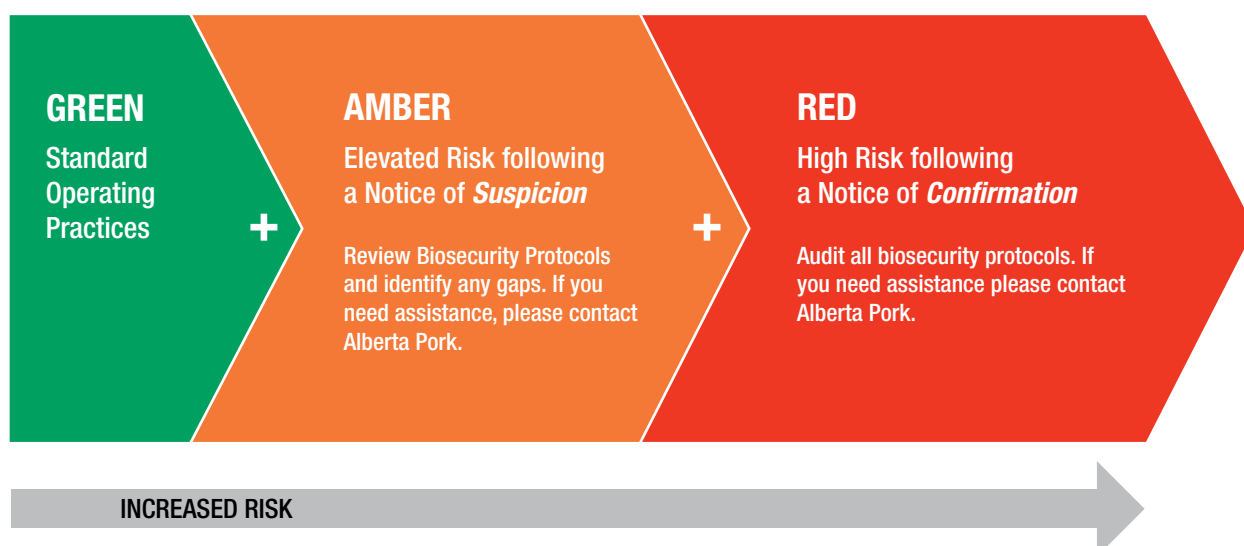 GREEN
Standard
Operating
Practices
+
AMBER
Elevated Risk following
a Notice of Suspicion
Review Biosecurity Protocols
and identify any gaps. If you
need assistance, please contact
Alberta Pork.
+
RED
High Risk following
a Notice of Confirmation
Audit all biosecurity protocols. If
you need assistance please contact
Alberta Pork.
INCREASED RISK